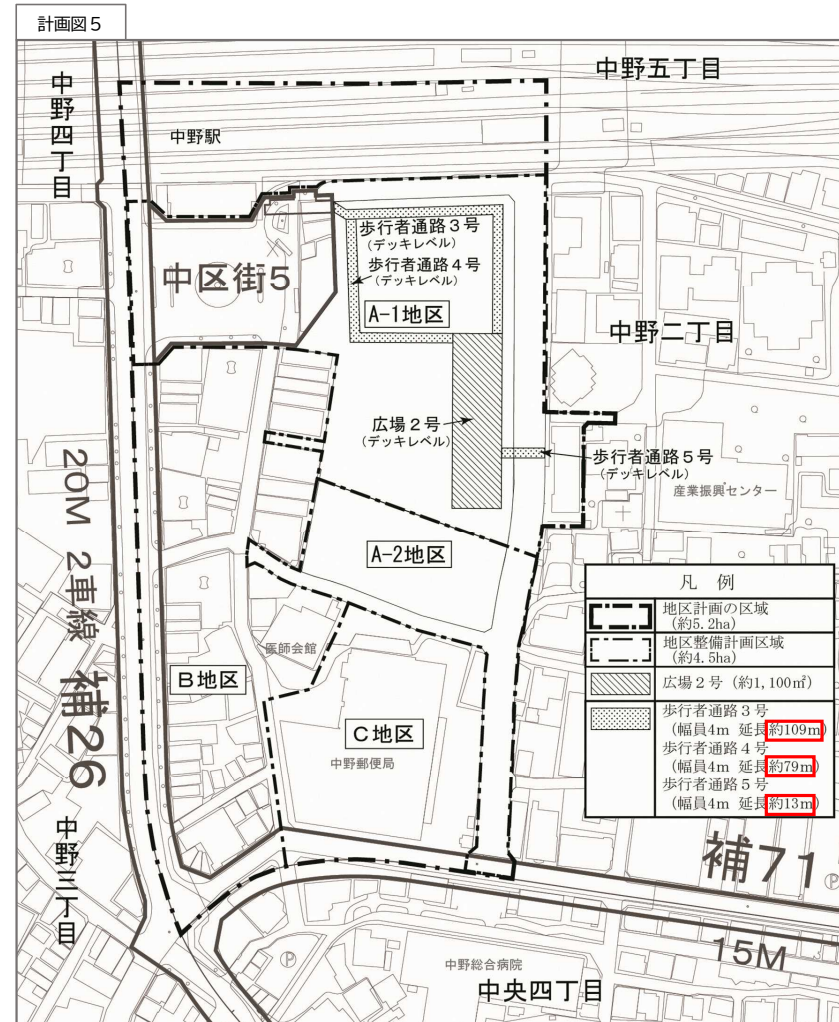 計画図5
中野五丁目
中野四丁目
中野駅
歩行者通路3号
(デッキレベル)
歩行者通路4号
(デッキレベル)
中区街5
A-1地区
中野二丁目
広場2号
(デッキレベル)
歩行者通路5号
(デッキレベル)
産業振興センター
20M 2車線 補26
A-2地区
医師会館
B地区
C地区
中野郵便局
凡 例
地区計画の区域
(約5.2ha)
地区整備計画区域
(約4.5ha)
広場2号 (約1,100㎡)
歩行者通路3号
(幅員4m 延長約109m)
歩行者通路4号
(幅員4m 延長約79m)
歩行者通路5号
(幅員4m 延長約13m)
中野三丁目
補71
15M
P
P
中野総合病院
中央四丁目